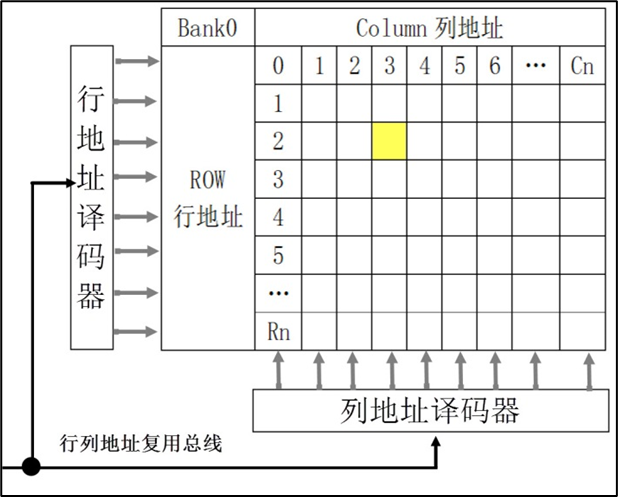 Bank0 Column 列地址
0 1 2 3 4 5 6 … Cn
1
2
3
4
5
…
Rn
ROW
行地址
行地址译码器
列地址译码器
行列地址复用总线